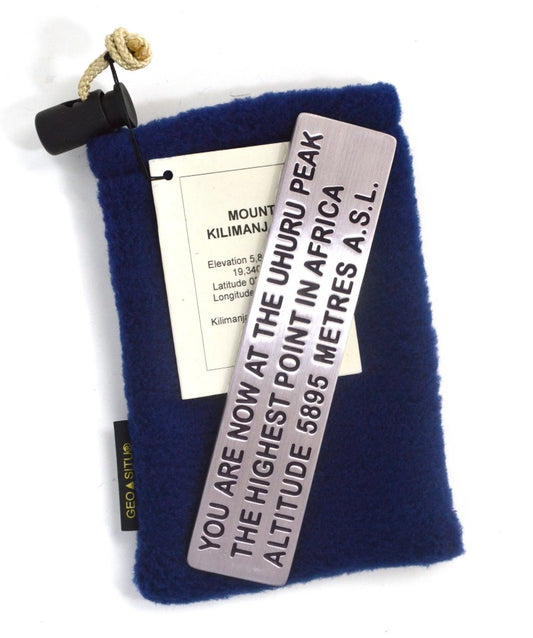 MOUNT
KILIMANJA
Elevation 5,8
19,340
Latitude 0
Longitude
Kilimanja
YOU ARE NOW AT THE UHURU PEAK
THE HIGHEST POINT IN AFRICA
ALTITUDE 5895 METRES A.S.L.
GEO▲SITU